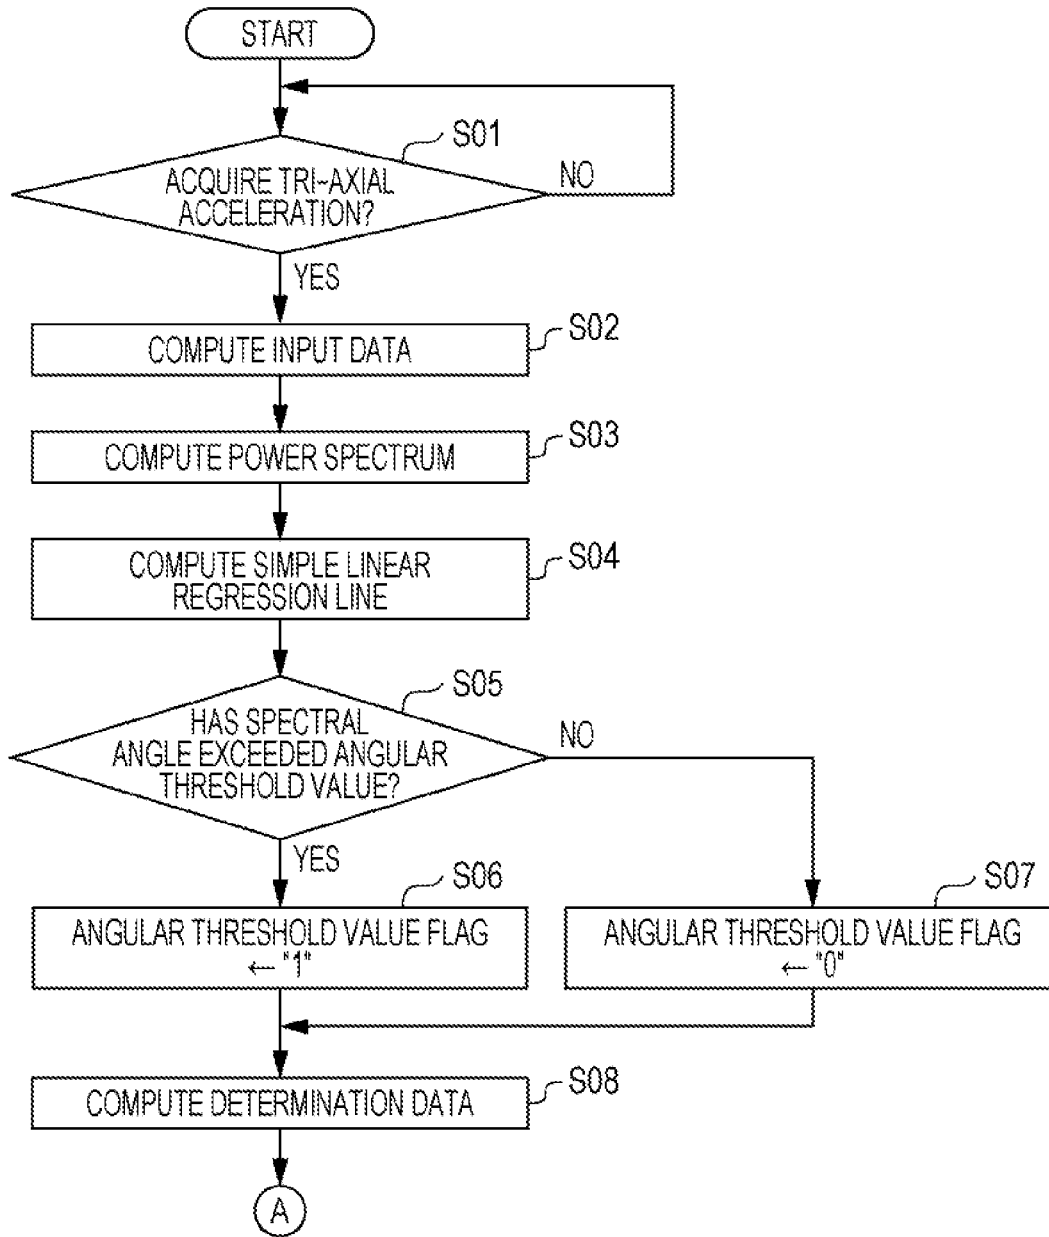 START
S01
ACQUIRE TRI-AXIAL
ACCELERATION?
NO
YES
S02
COMPUTE INPUT DATA
S03
COMPUTE POWER SPECTRUM
S04
COMPUTE SIMPLE LINEAR
REGRESSION LINE
S05
HAS SPECTRAL
ANGLE EXCEEDED ANGULAR
THRESHOLD VALUE?
NO
YES
S06
ANGULAR THRESHOLD VALUE FLAG
← "1"
S07
ANGULAR THRESHOLD VALUE FLAG
← "0"
S08
COMPUTE DETERMINATION DATA
A